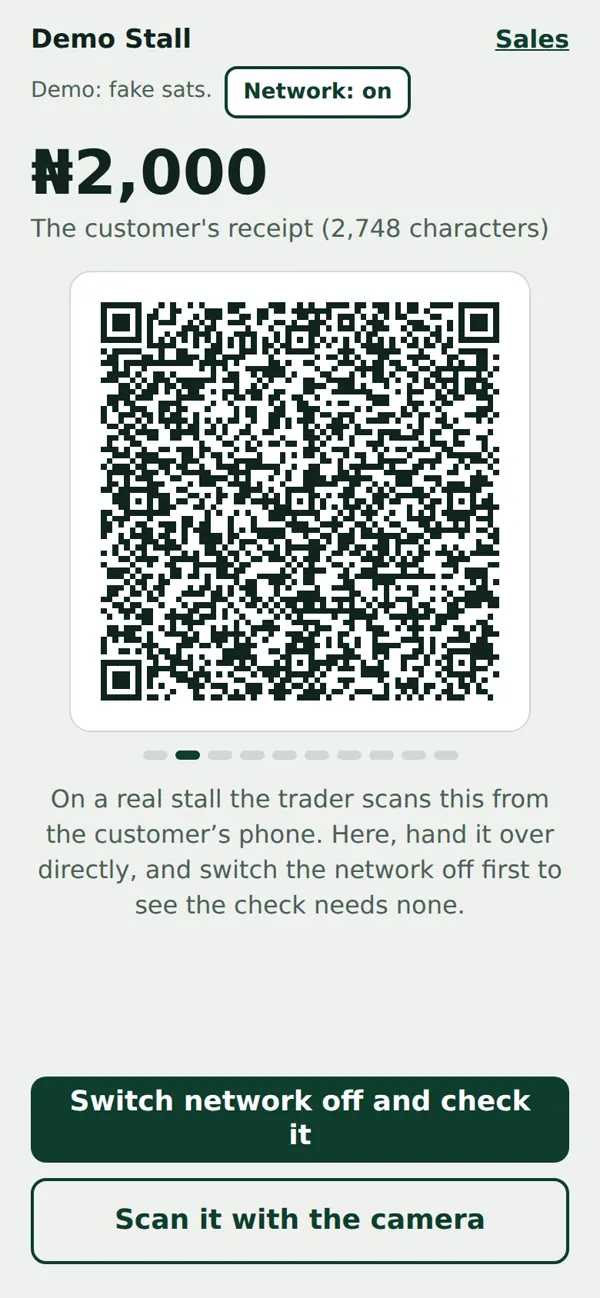 Demo Stall
Sales
Demo: fake sats.
Network: on
₦2,000
The customer's receipt (2,748 characters)
On a real stall the trader scans this from
the customer’s phone. Here, hand it over
directly, and switch the network off first to
see the check needs none.
Switch network off and check
it
Scan it with the camera